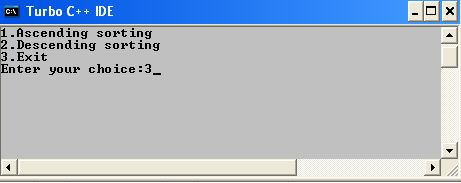 Turbo C++ IDE
1.Ascending sorting
2.Descending sorting
3.Exit
Enter your choice:3_